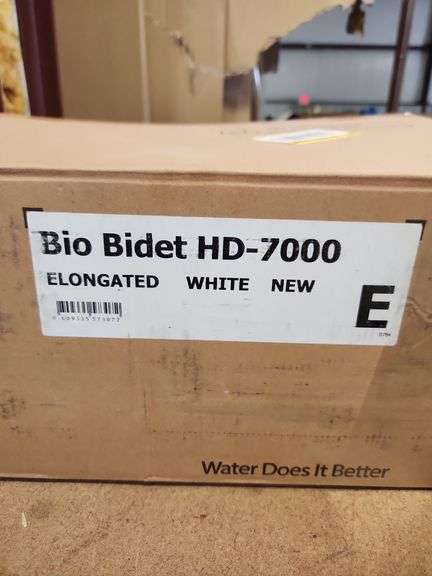 Bio Bidet HD-7000
ELONGATED WHITE NEW
E
Water Does It Better